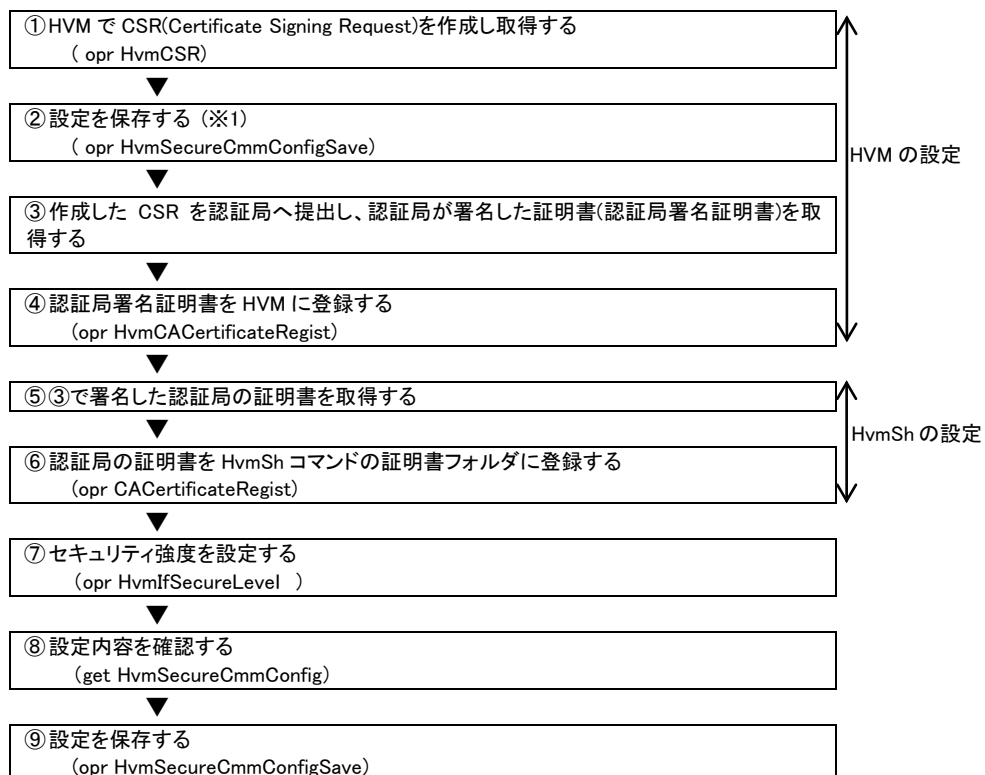 ①HVM で CSR(Certificate Signing Request)を作成し取得する
( opr HvmCSR)
②設定を保存する (※1)
( opr HvmSecureCmmConfigSave)
HVM の設定
③作成した CSR を認証局へ提出し、認証局が署名した証明書(認証局署名証明書)を取
得する
④認証局署名証明書を HVM に登録する
(opr HvmCACertificateRegist)
⑤③で署名した認証局の証明書を取得する
HvmSh の設定
⑥認証局の証明書を HvmSh コマンドの証明書フォルダに登録する
(opr CACertificateRegist)
⑦セキュリティ強度を設定する
(opr HvmIfSecureLevel )
⑧設定内容を確認する
(get HvmSecureCmmConfig)
⑨設定を保存する
(opr HvmSecureCmmConfigSave)